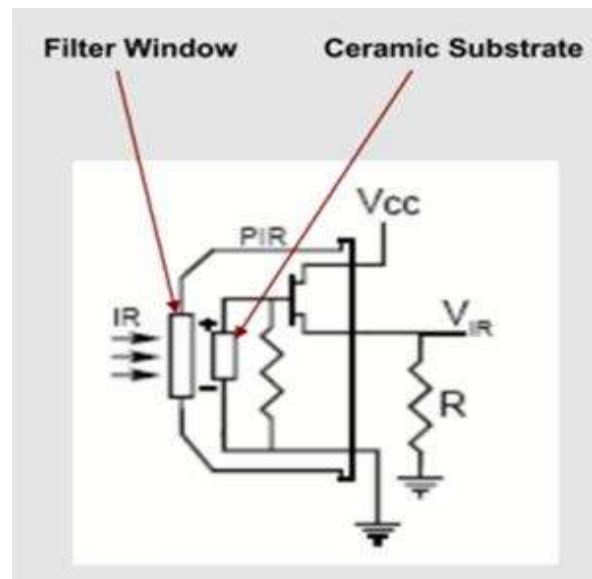 Filter Window
Ceramic Substrate
Vcc
PIR
IR
+
VIR
-
R